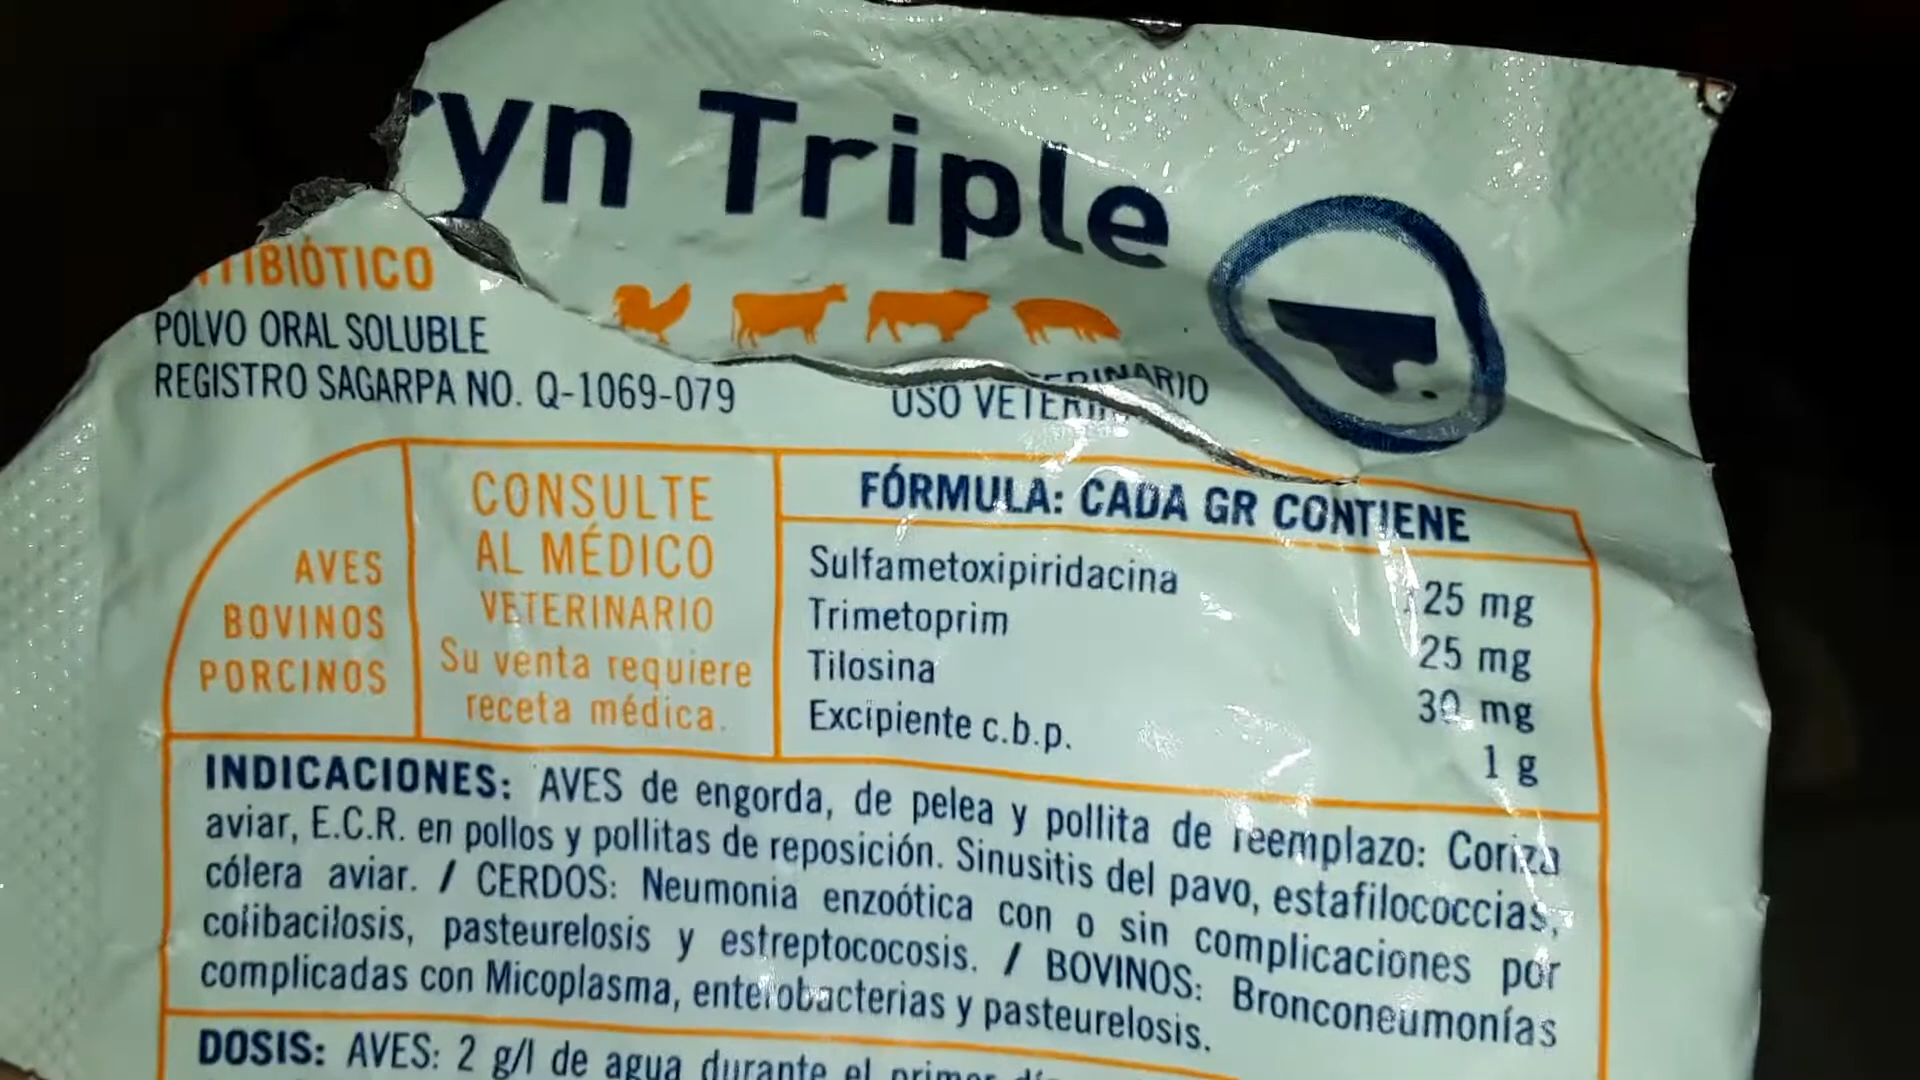 ryn Triple
TIBIÓTICO
POLVO ORAL SOLUBLE
REGISTRO SAGARPA NO. Q-1069-079
USO VETERINARIO
AVES
BOVINOS
PORCINOS
CONSULTE
AL MÉDICO
VETERINARIO
Su venta requiere
receta médica.
FÓRMULA: CADA GR CONTIENE
Sulfametoxipiridacina
Trimetoprim 25 mg
Tilosina 30 mg
Excipiente c.b.p. 1 g
INDICACIONES: AVES de engorda, de pelea y pollita de reemplazo: Coriza
aviar, E.C.R. en pollos y pollitas de reposición. Sinusitis del pavo, estafilococcias,
cólera aviar. / CERDOS: Neumonia enzoótica con o sin complicaciones por
colibacilosis, pasteurelosis y estreptococosis. / BOVINOS: Bronconeumonías
complicadas con Micoplasma, enterobacterias y pasteurelosis.
DOSIS: AVES: 2 g/l de agua durante el primer